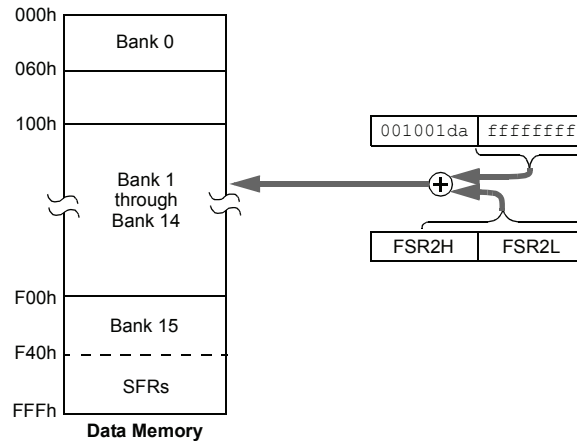 000h
Bank 0
060h
100h
001001da ffffffff
Bank 1
through
Bank 14
FSR2H FSR2L
F00h
Bank 15
F40h
SFRs
FFFh
Data Memory